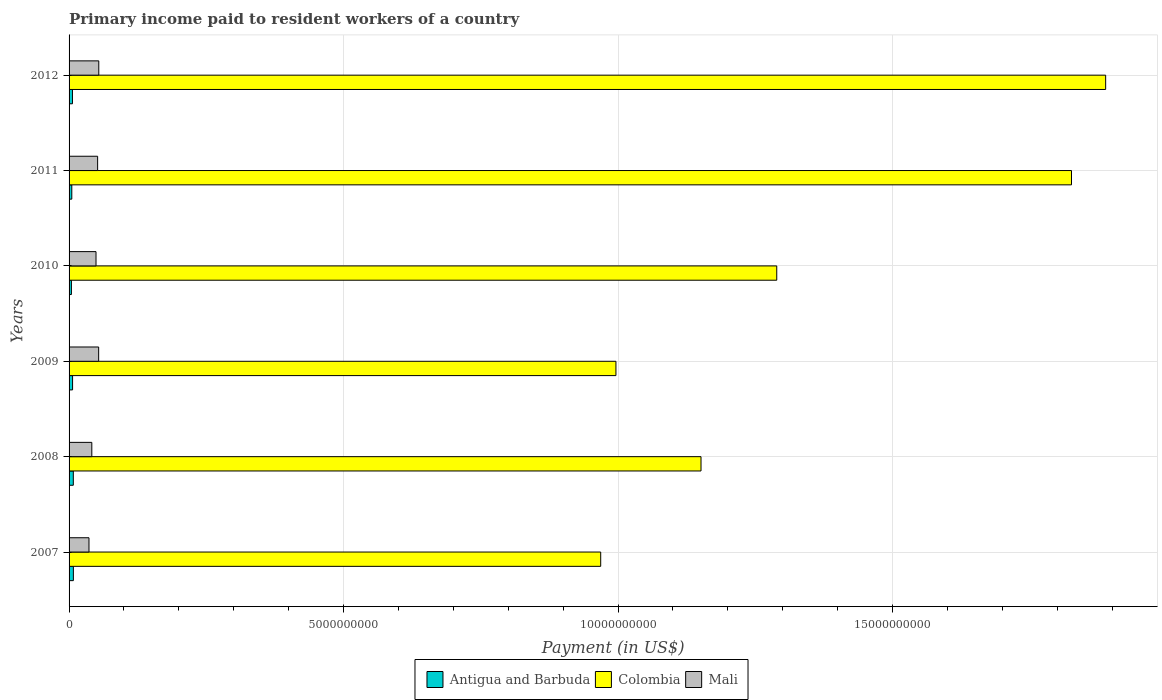 Primary income paid to resident workers of a country
2012
2011
2010
2009
2008
2007
Years
0
5000000000
10000000000
15000000000
Payment (in US$)
Antigua and Barbuda
Colombia
Mali